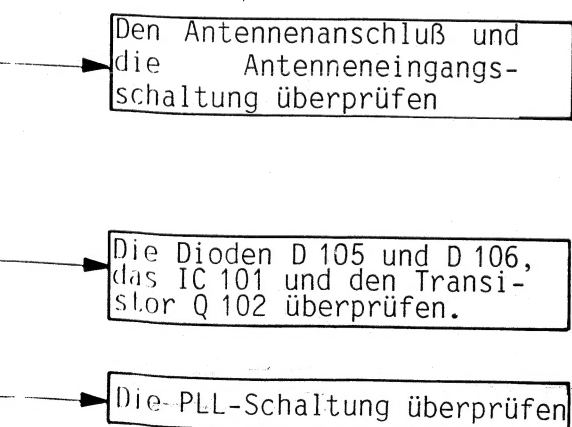 Den Antennenanschluß und
die Antenneneingangs-
schaltung überprüfen
Die Dioden D 105 und D 106,
das IC 101 und den Transi-
stor Q 102 überprüfen.
Die PLL-Schaltung überprüfen